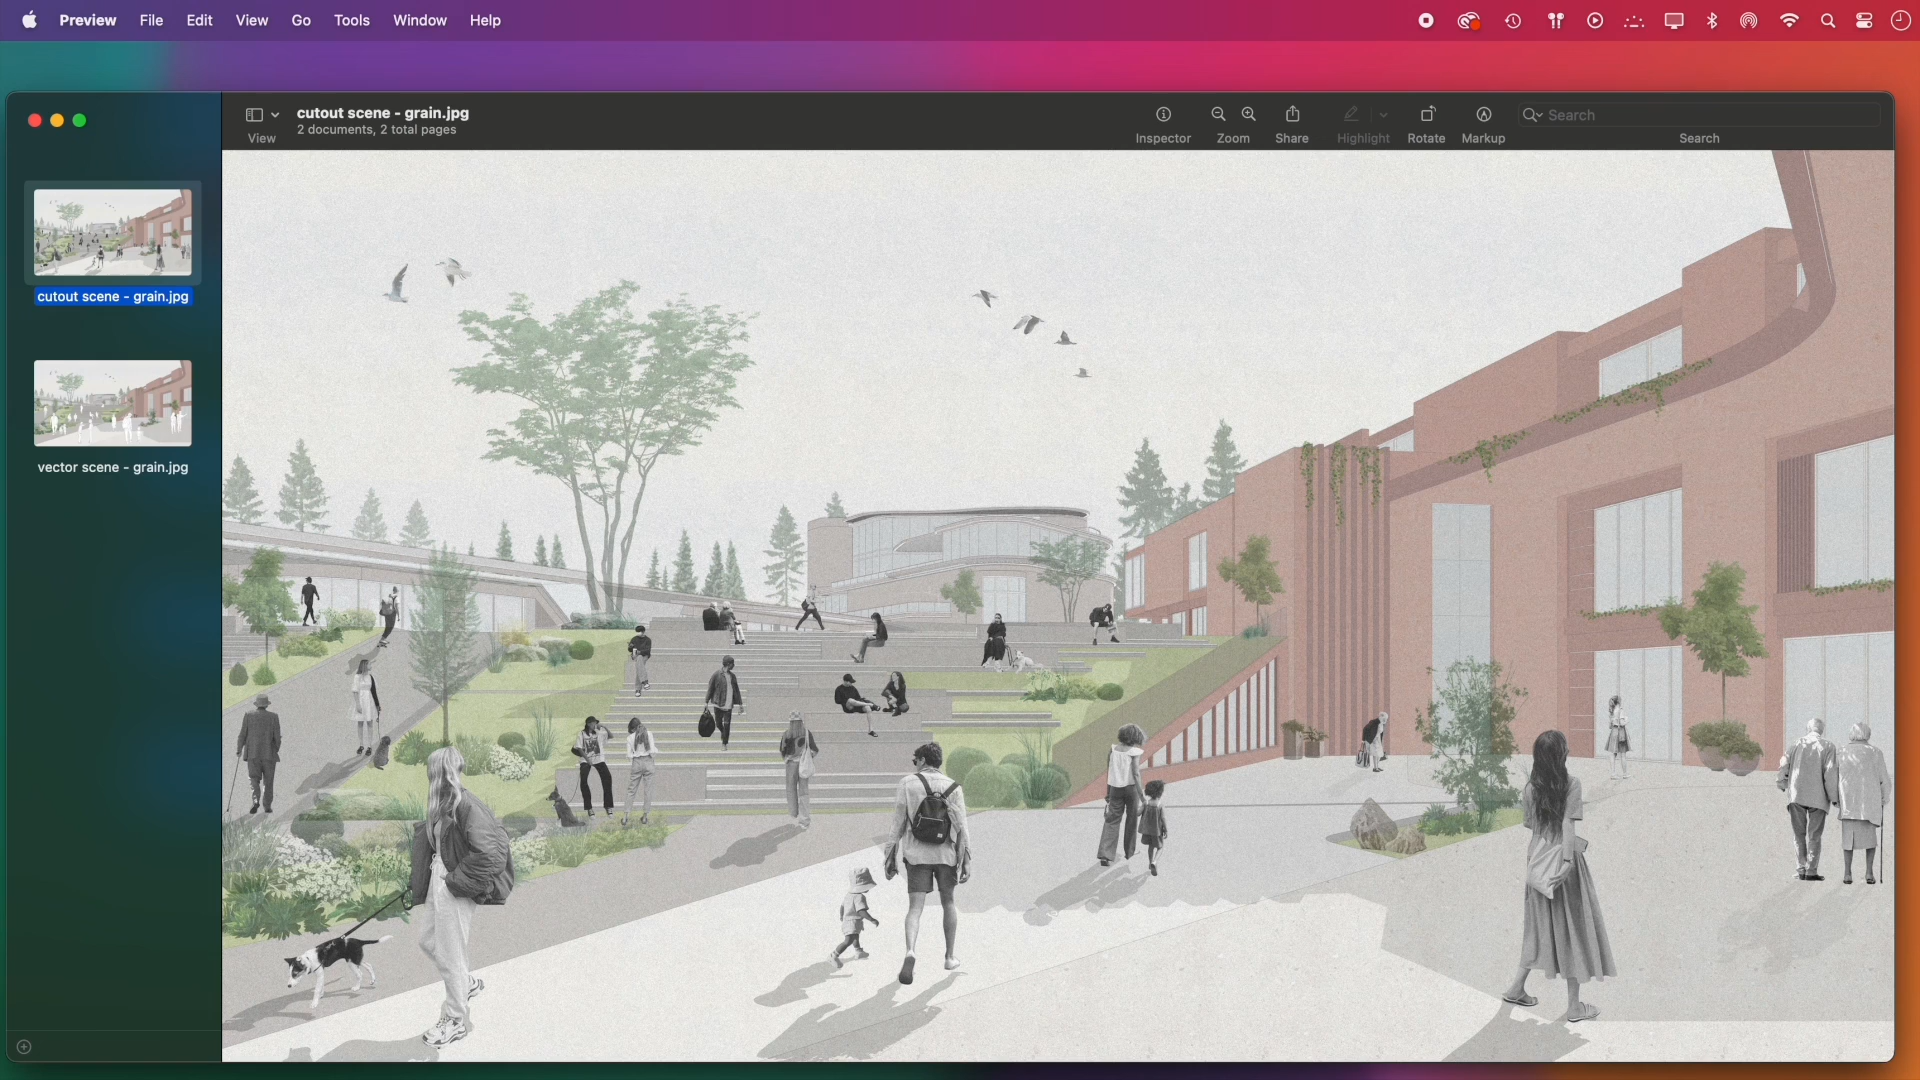 Preview File Edit View Go Tools Window Help
cutout scene - grain.jpg
2 documents, 2 total pages
View
Inspector Zoom Share Highlight Rotate Markup
Search
Search
cutout scene - grain.jpg
vector scene - grain.jpg